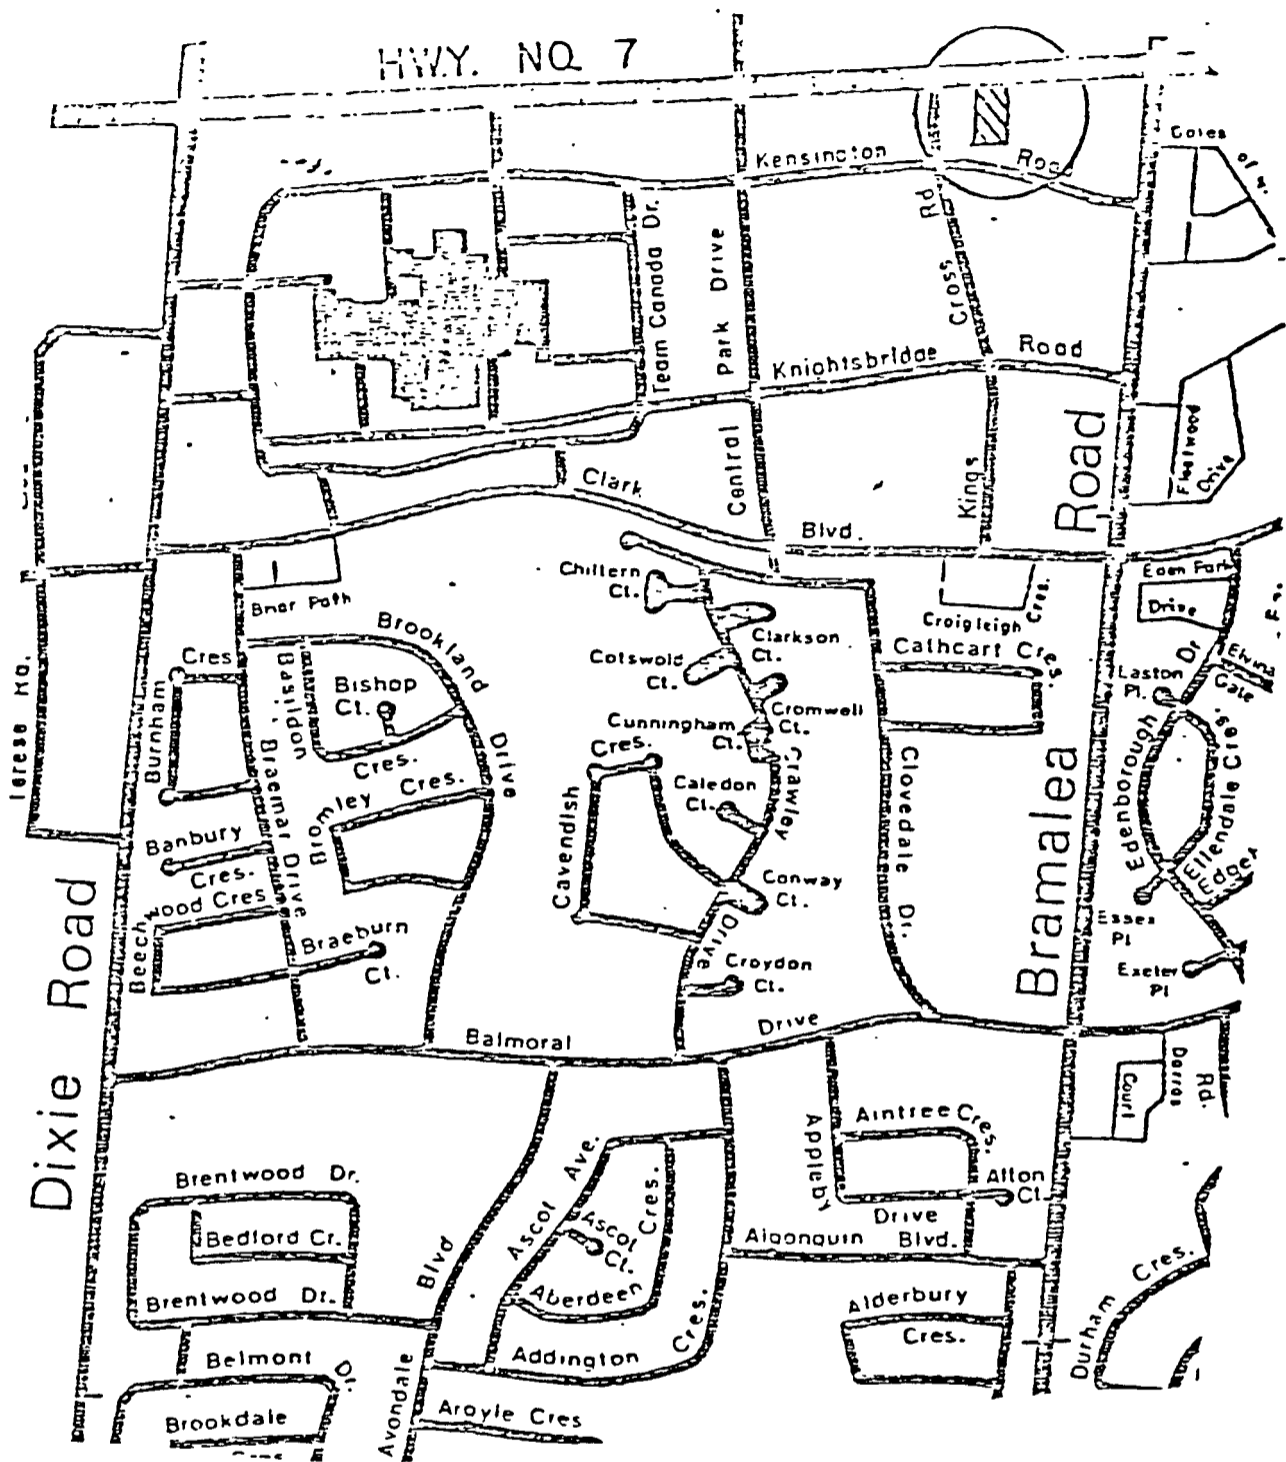 HWY. NO. 7
Kensington
Road
Rd.
Cross
Kings
Team Canada Dr.
Central Park Drive
Knightsbridge Road
Clark Blvd.
Fleetwood Drive
Road
Bramalea
Dixie Road
Chiltern Ct.
Clarkson Ct.
Cotswold Ct.
Cromwell Ct.
Cunningham Ct.
Crawley Drive
Cavendish Cres.
Caledon Ct.
Conway Ct.
Croydon Ct.
Craigleigh Cres.
Cathcart Cres.
Clovedale Dr.
Drive
Easton Pl.
Edenborough Dr
Ellendale Cres.
Essex Pl
Exeter Pl
Briar Path
Brookland Drive
Burnham Cres
Basildon Cres.
Bishop Ct.
Braemar Drive
Bromley Cres.
Banbury Cres.
Beechwood Cres
Braeburn Ct.
Balmoral Drive
Court
Rd.
Appleby Drive
Aintree Cres.
Alton Ct.
Algonquin Blvd.
Alderbury Cres.
Durham Cres.
Brentwood Dr.
Bedford Cr.
Brentwood Dr.
Belmont Dr.
Brookdale
Avondale Blvd
Ascot Ave.
Ascot Ct.
Aberdeen Cres.
Addington Cres.
Argyle Cres